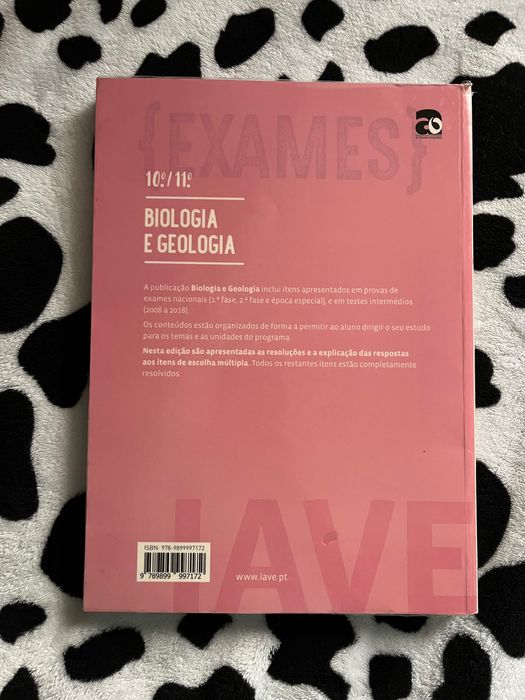 {EXAMES}
ao
10.º/11.º
BIOLOGIA
E GEOLOGIA
A publicação Biologia e Geologia inclui itens apresentados em provas de
exames nacionais (1.ª fase, 2.ª fase e época especial), e em testes intermédios
(2008 a 2018).
Os conteúdos estão organizados de forma a permitir ao aluno dirigir o seu estudo
para os temas e as unidades do programa.
Nesta edição são apresentadas as resoluções e a explicação das respostas
aos itens de escolha múltipla. Todos os restantes itens estão completamente
resolvidos.
IAVE
ISBN: 978-9899997172
9 789899 997172
www.iave.pt